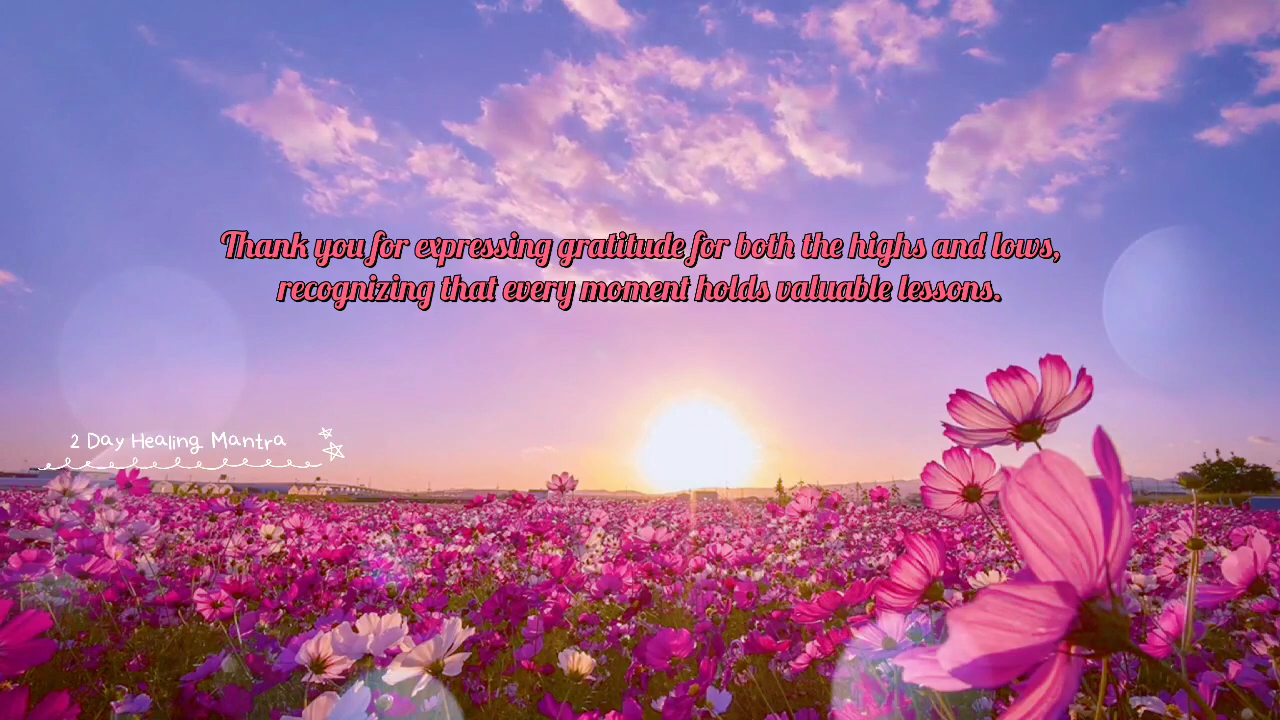 Thank you for expressing gratitude for both the highs and lows,
recognizing that every moment holds valuable lessons.
2 Day Healing Mantra